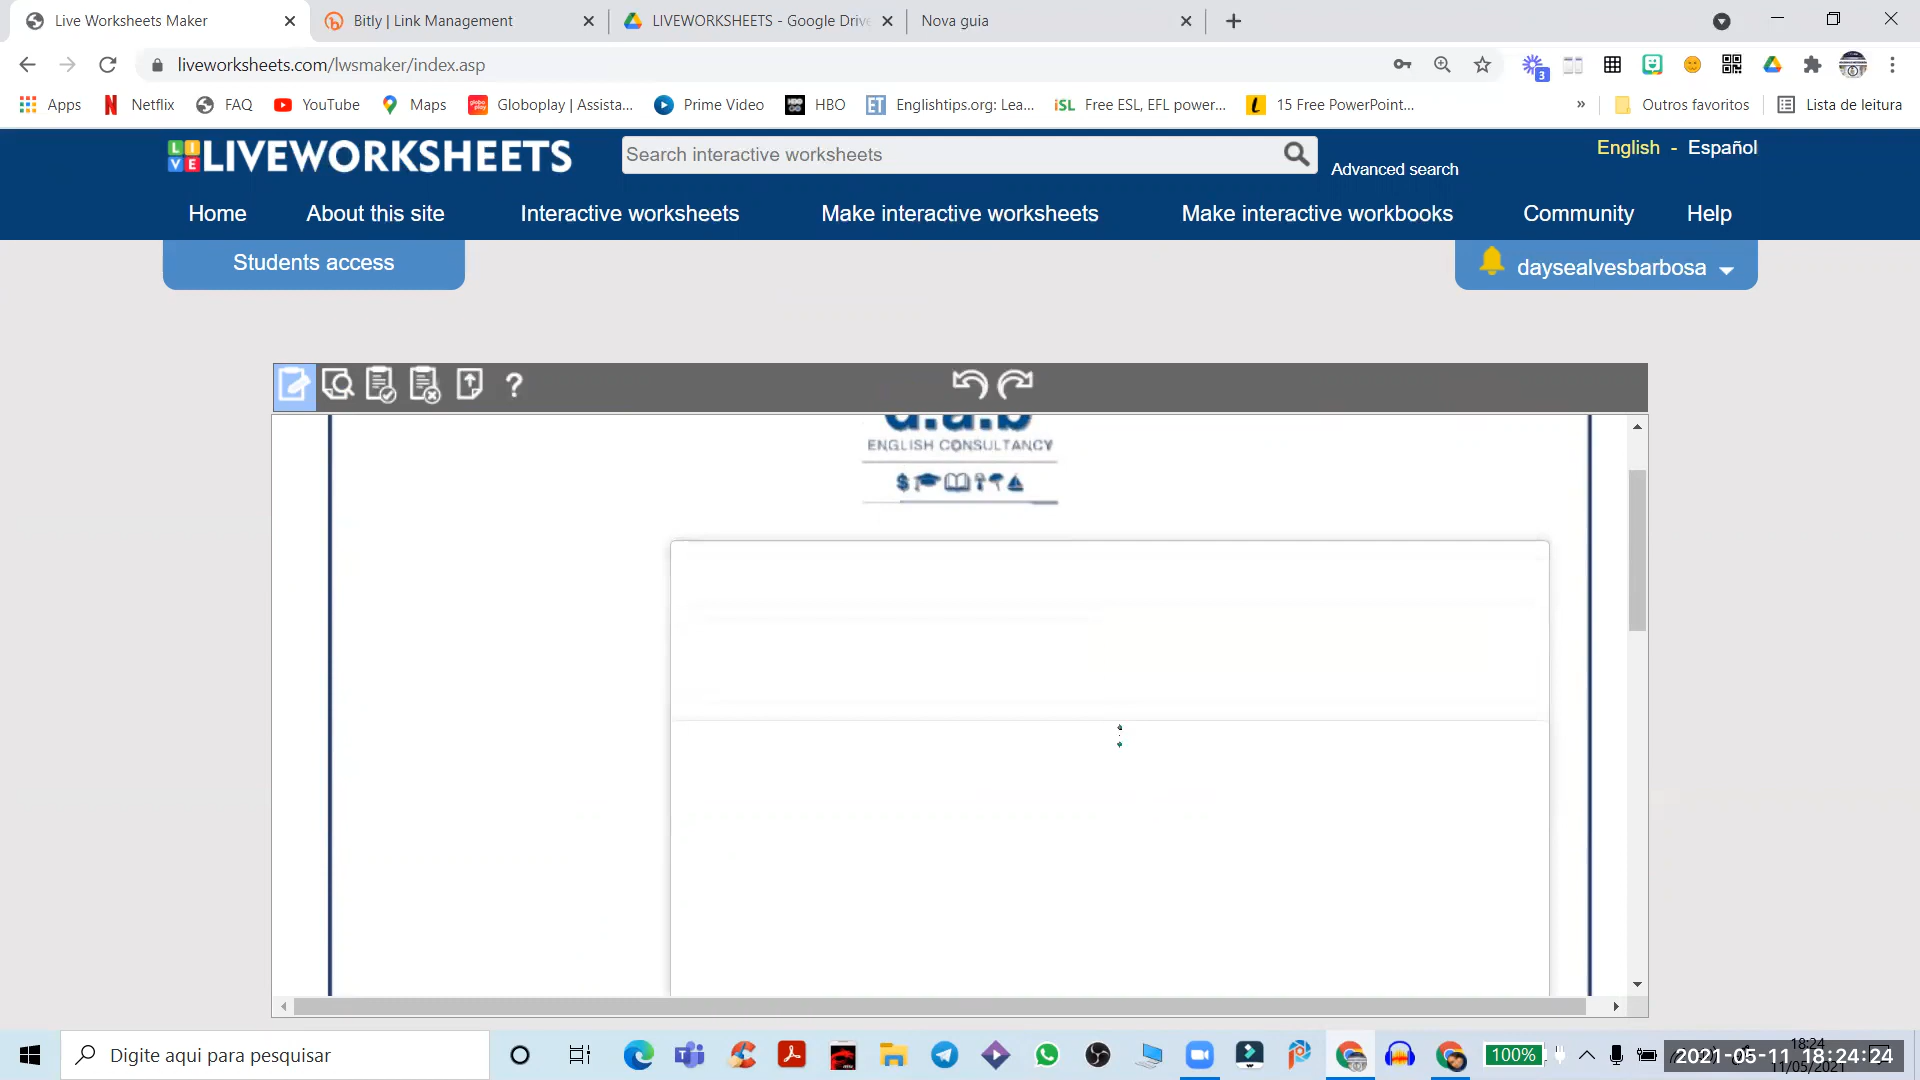 Live Worksheets Maker
Bitly | Link Management
LIVEWORKSHEETS - Google Drive
Nova guia
liveworksheets.com/lwsmaker/index.asp
3
Apps
Netflix
FAQ
YouTube
Maps
Globoplay | Assista...
Prime Video
HBO
Englishtips.org: Lea...
iSL Free ESL, EFL power...
15 Free PowerPoint...
»
Outros favoritos
Lista de leitura
LIVE LIVEWORKSHEETS
Search interactive worksheets
Advanced search
English - Español
Home
About this site
Interactive worksheets
Make interactive worksheets
Make interactive workbooks
Community
Help
Students access
daysealvesbarbosa
?
d.a.b
ENGLISH CONSULTANCY
Digite aqui para pesquisar
100%
18:24
2021-05-11 18:24:24
11/05/2021